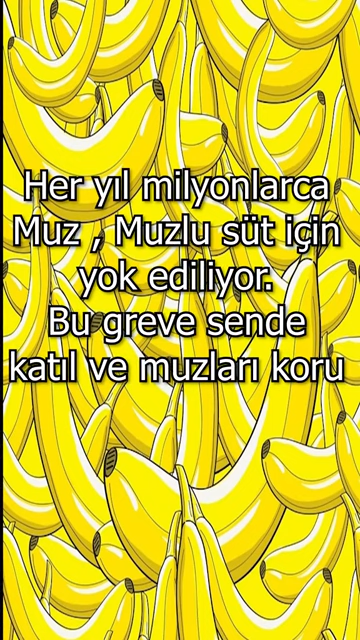 Her yıl milyonlarca
Muz , Muzlu süt için
yok ediliyor.
Bu greve sende
katıl ve muzları koru